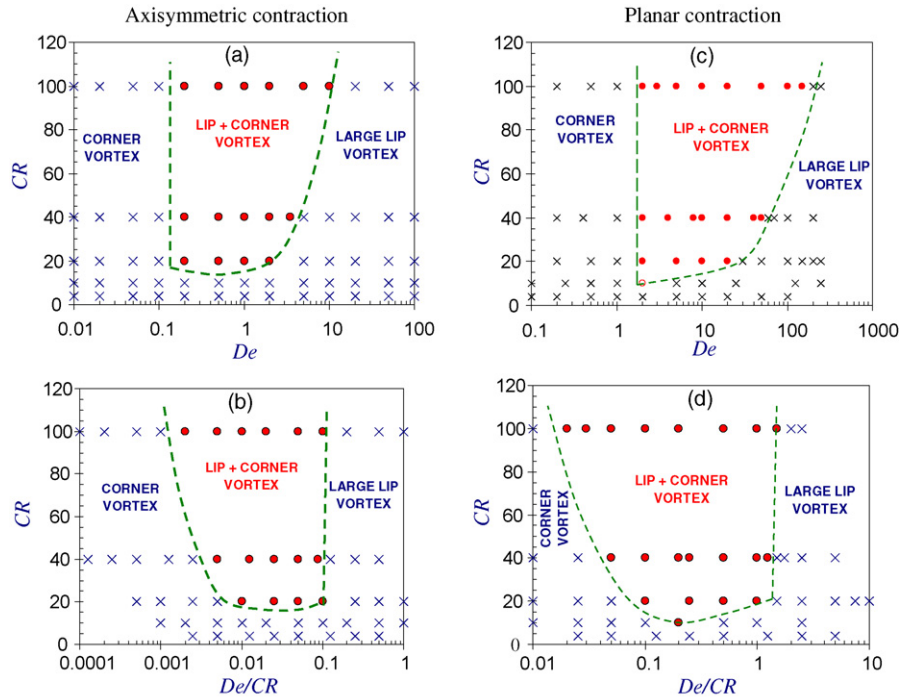 Axisymmetric contraction
Planar contraction
(a)
120
100
80
60
40
20
0
CR
CORNER
VORTEX
LIP + CORNER
VORTEX
LARGE LIP
VORTEX
0.01
0.1
1
10
100
De
(c)
120
100
80
60
40
20
0
CR
CORNER
VORTEX
LIP + CORNER
VORTEX
LARGE LIP
VORTEX
0.1
1
10
100
1000
De
(b)
120
100
80
60
40
20
0
CR
CORNER
VORTEX
LIP + CORNER
VORTEX
LARGE LIP
VORTEX
0.0001
0.001
0.01
0.1
1
De/CR
(d)
120
100
80
60
40
20
0
CR
CORNER
VORTEX
LIP + CORNER
VORTEX
LARGE LIP
VORTEX
0.01
0.1
1
10
De/CR